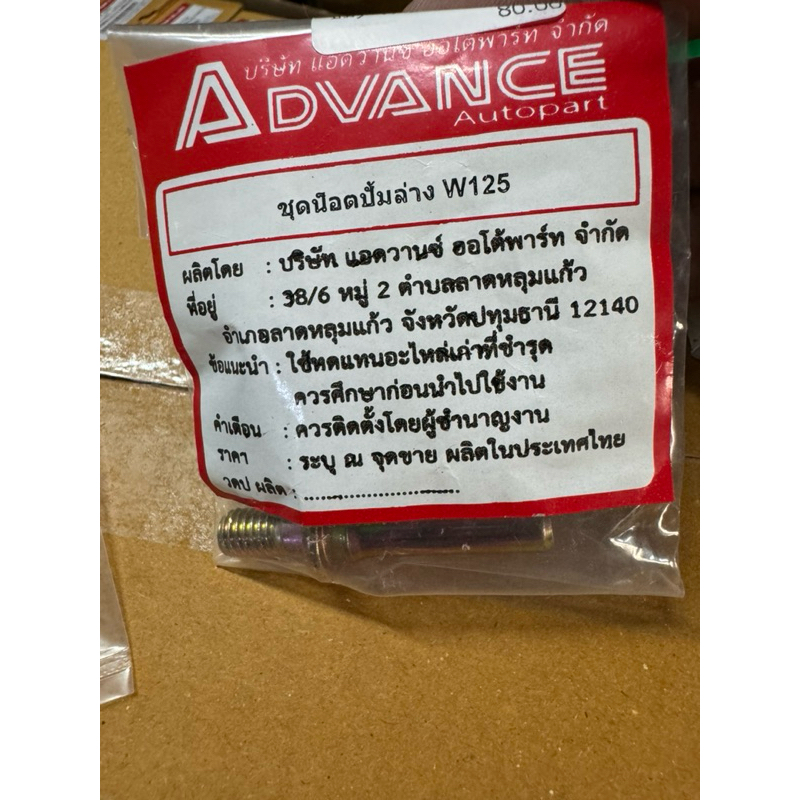 80.00
บริษัท แอดวานซ์ ออโต้พาร์ท จำกัด
ADVANCE
Autopart
ชุดน๊อตปั้มล่าง W125
ผลิตโดย : บริษัท แอดวานซ์ ออโต้พาร์ท จำกัด
ที่อยู่ : 38/6 หมู่ 2 ตำบลลาดหลุมแก้ว
อำเภอลาดหลุมแก้ว จังหวัดปทุมธานี 12140
ข้อแนะนำ : ใช้ทดแทนอะไหล่เก่าที่ชำรุด
ควรศึกษาก่อนนำไปใช้งาน
คำเตือน : ควรติดตั้งโดยผู้ชำนาญงาน
ราคา : ระบุ ณ จุดขาย ผลิตในประเทศไทย
วดป ผลิต : ................................